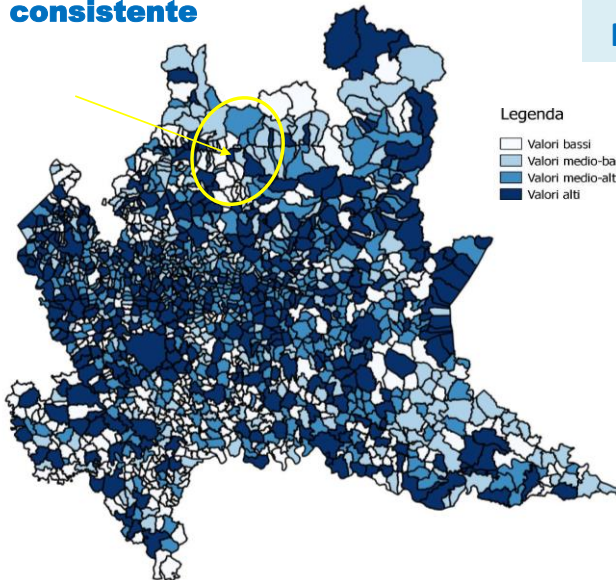 consistente
Legenda
Valori bassi
Valori medio-ba
Valori medio-alt
Valori alti